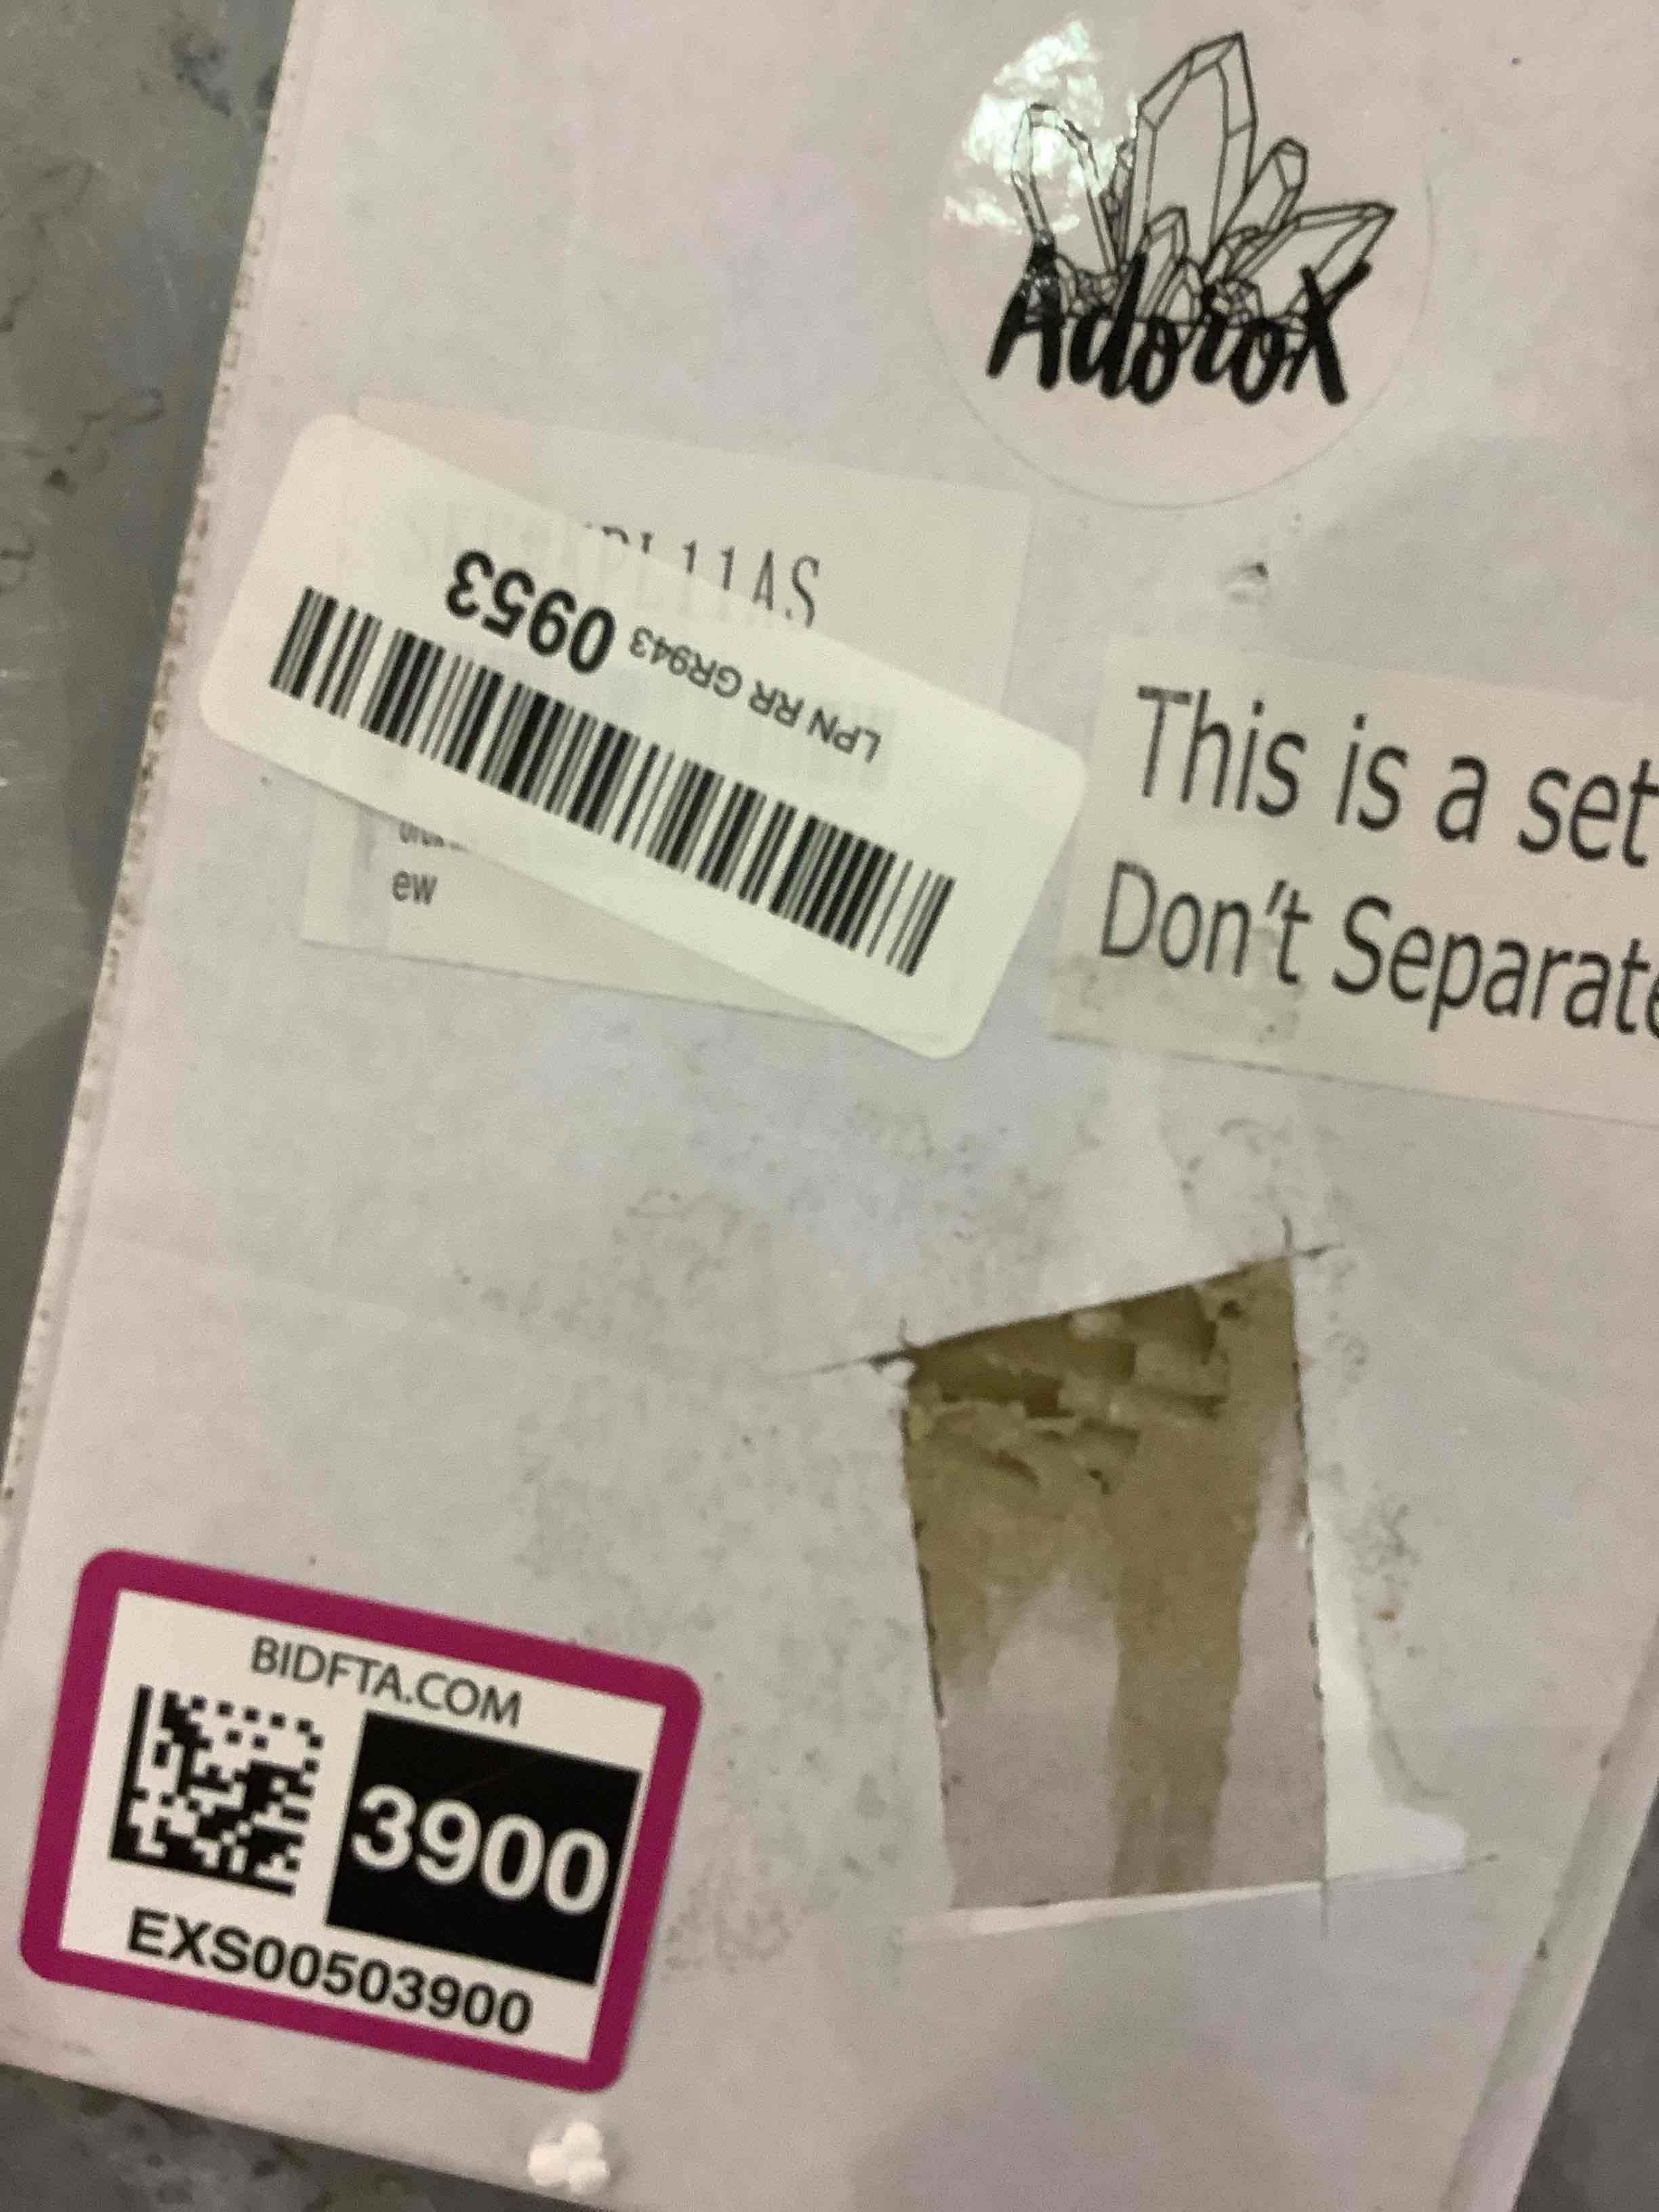 AdoroX
11AS
LPN RR GR943 0953
ew
This is a set
Don't Separate
BIDFTA.COM
3900
EXS00503900